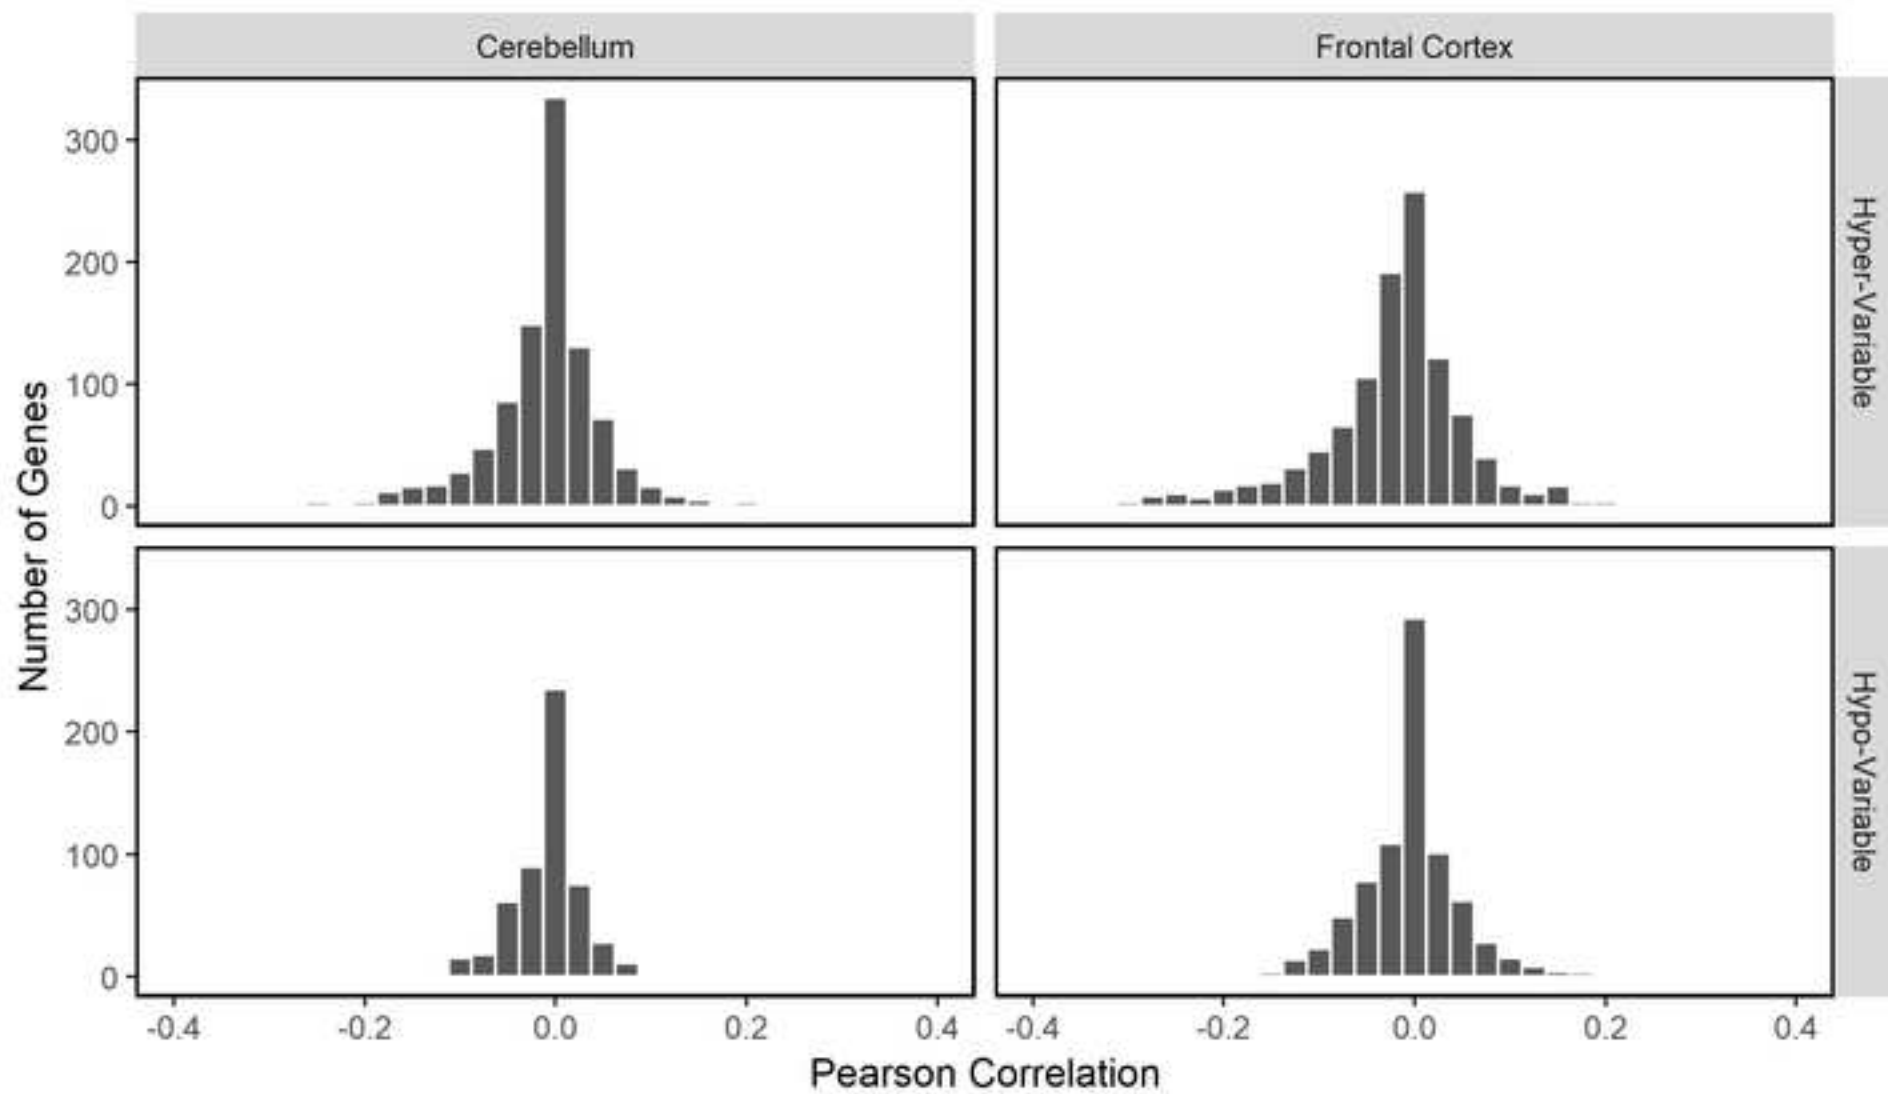 Cerebellum
Frontal Cortex
300
200
100
0
Hyper-Variable
Number of Genes
300
200
100
0
Hypo-Variable
-0.4 -0.2 0.0 0.2 0.4
-0.4 -0.2 0.0 0.2 0.4
Pearson Correlation